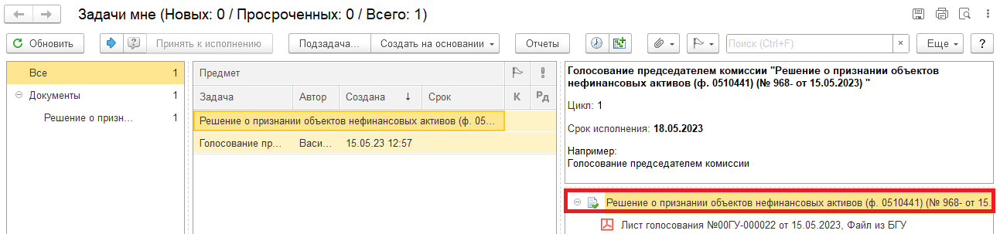 Задачи мне (Новых: 0 / Просроченных: 0 / Всего: 1)
Обновить
Принять к исполнению
Подзадача...
Создать на основании
Отчеты
Поиск (Ctrl+F)
×
Еще
?
Все 1
Документы 1
Решение о призн... 1
Предмет
Задача Автор Создана ↓ Срок К Рд
Решение о признании объектов нефинансовых активов (ф. 05...
Голосование пр... Васи... 15.05.23 12:57
Голосование председателем комиссии "Решение о признании объектов
нефинансовых активов (ф. 0510441) (№ 968- от 15.05.2023) "
Цикл: 1
Срок исполнения: 18.05.2023
Например:
Голосование председателем комиссии
Решение о признании объектов нефинансовых активов (ф. 0510441) (№ 968- от 15.
Лист голосования №00ГУ-000022 от 15.05.2023, Файл из БГУ